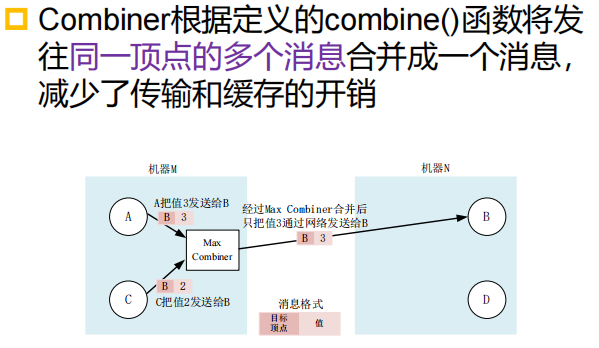 Combiner根据定义的combine()函数将发
往同一顶点的多个消息合并成一个消息，
减少了传输和缓存的开销
机器M
机器N
A
A把值3发送给B
B 3
Max
Combiner
经过Max Combiner合并后
只把值3通过网络发送给B
B 3
B
C
B 2
C把值2发送给B
消息格式
目标
顶点
值
D